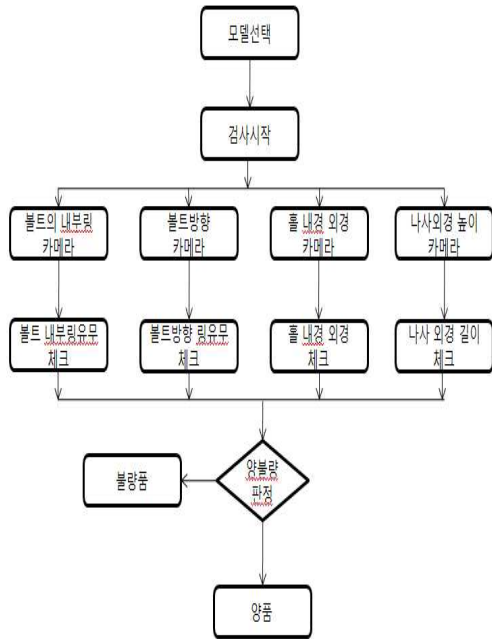 모델선택
검사시작
볼트의 내부링
카메라
볼트방향
카메라
홀 내경 외경
카메라
나사외경 높이
카메라
볼트 내부링유무
체크
볼트방향 링유무
체크
홀 내경 외경
체크
나사 외경 길이
체크
양불량
판정
불량품
양품